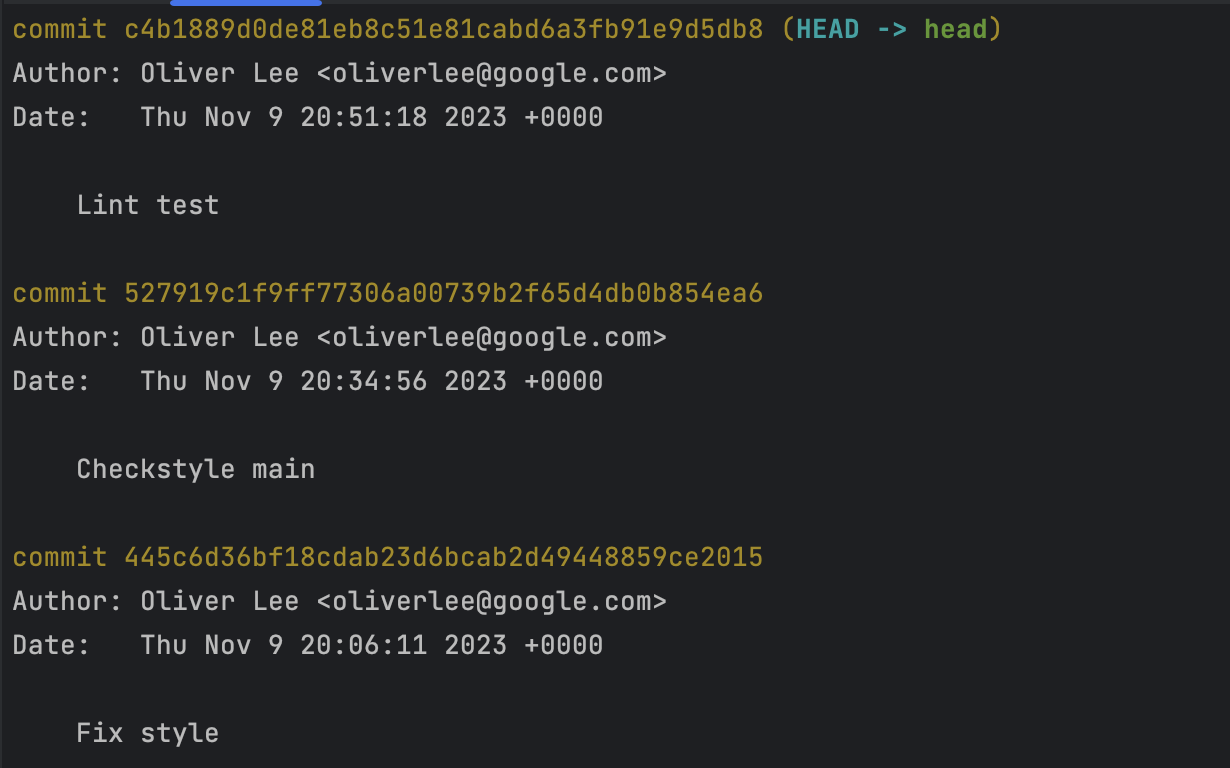 commit c4b1889d0de81eb8c51e81cabd6a3fb91e9d5db8 (HEAD -> head)
Author: Oliver Lee <oliverlee@google.com>
Date:   Thu Nov 9 20:51:18 2023 +0000
    Lint test
commit 527919c1f9ff77306a00739b2f65d4db0b854ea6
Author: Oliver Lee <oliverlee@google.com>
Date:   Thu Nov 9 20:34:56 2023 +0000
    Checkstyle main
commit 445c6d36bf18cdab23d6bcab2d49448859ce2015
Author: Oliver Lee <oliverlee@google.com>
Date:   Thu Nov 9 20:06:11 2023 +0000
    Fix style